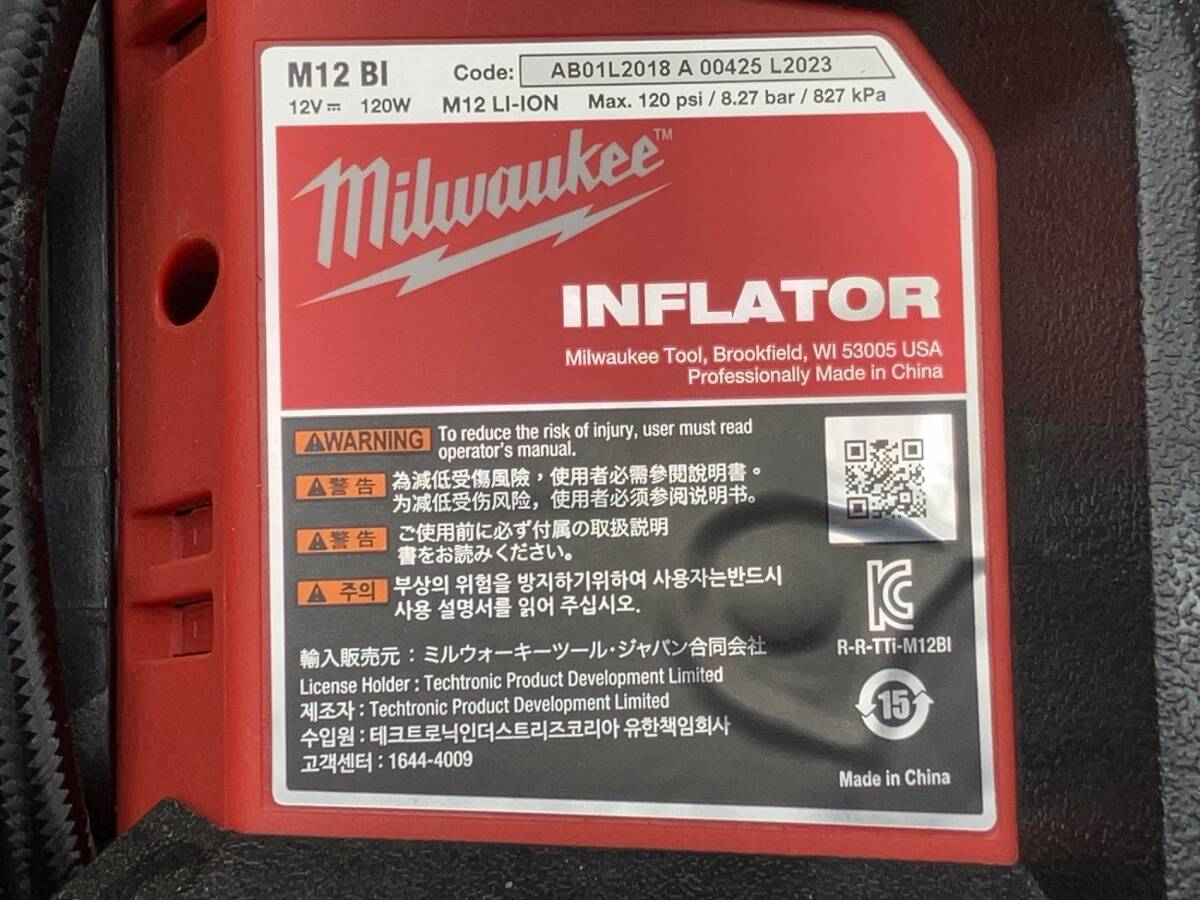 M12 BI
Code: AB01L2018 A 00425 L2023
12V⎓ 120W M12 LI-ION Max. 120 psi / 8.27 bar / 827 kPa
Milwaukee™
INFLATOR
Milwaukee Tool, Brookfield, WI 53005 USA
Professionally Made in China
⚠WARNING To reduce the risk of injury, user must read
operator's manual.
⚠警告 為減低受傷風險，使用者必需參閱說明書。
为减低受伤风险，使用者必须参阅说明书。
⚠警告 ご使用前に必ず付属の取扱説明
書をお読みください。
⚠주의 부상의 위험을 방지하기위하여 사용자는반드시
사용 설명서를 읽어 주십시오.
輸入販売元：ミルウォーキーツール・ジャパン合同会社
License Holder : Techtronic Product Development Limited
제조자 : Techtronic Product Development Limited
수입원 : 테크트로닉인더스트리즈코리아 유한책임회사
고객센터 : 1644-4009
KC
R-R-TTi-M12BI
15
Made in China